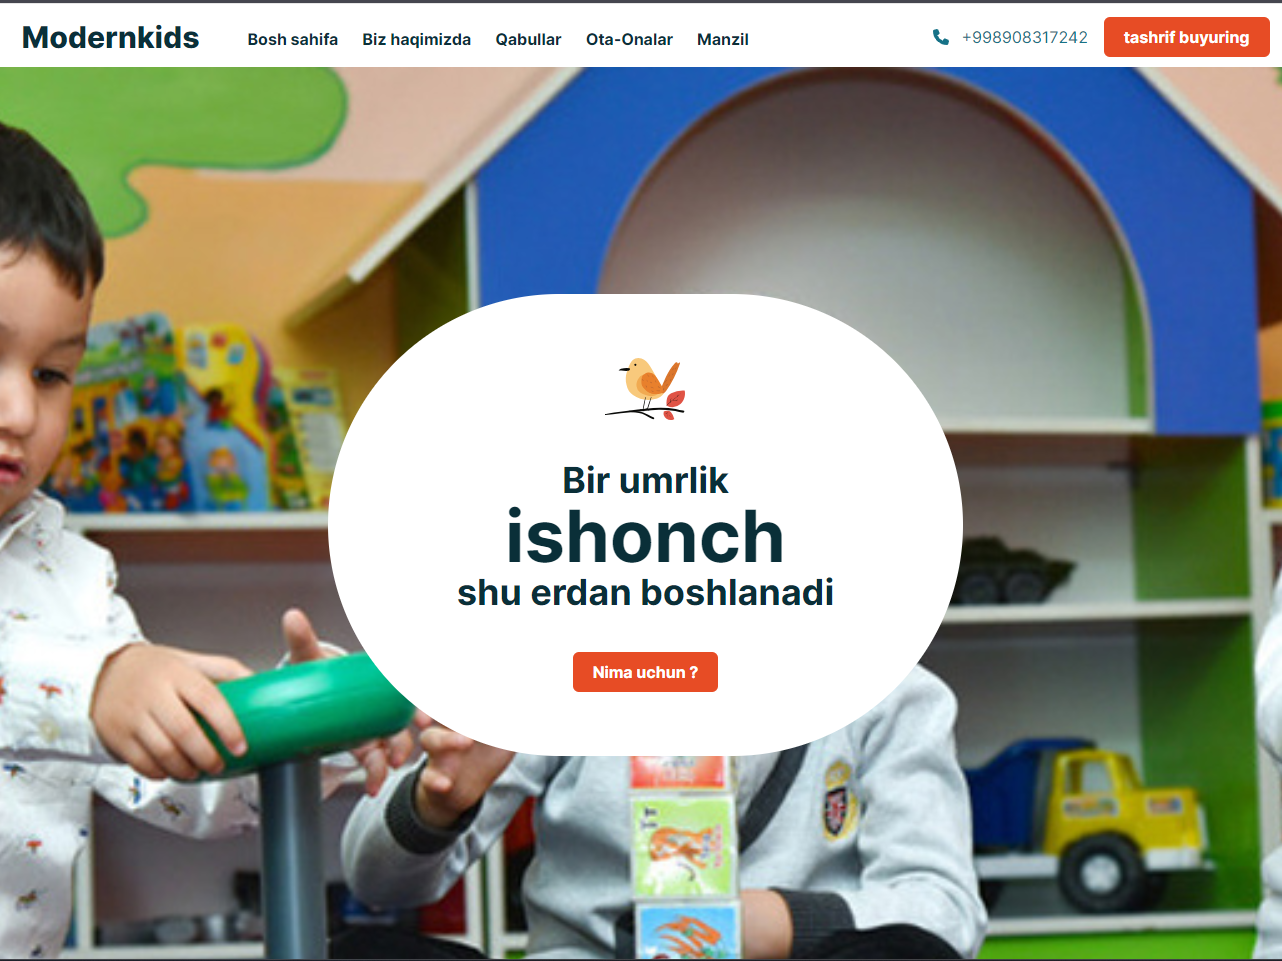 Modernkids
Bosh sahifa
Biz haqimizda
Qabullar
Ota-Onalar
Manzil
+998908317242
tashrif buyuring
Bir umrlik
ishonch
shu erdan boshlanadi
Nima uchun ?